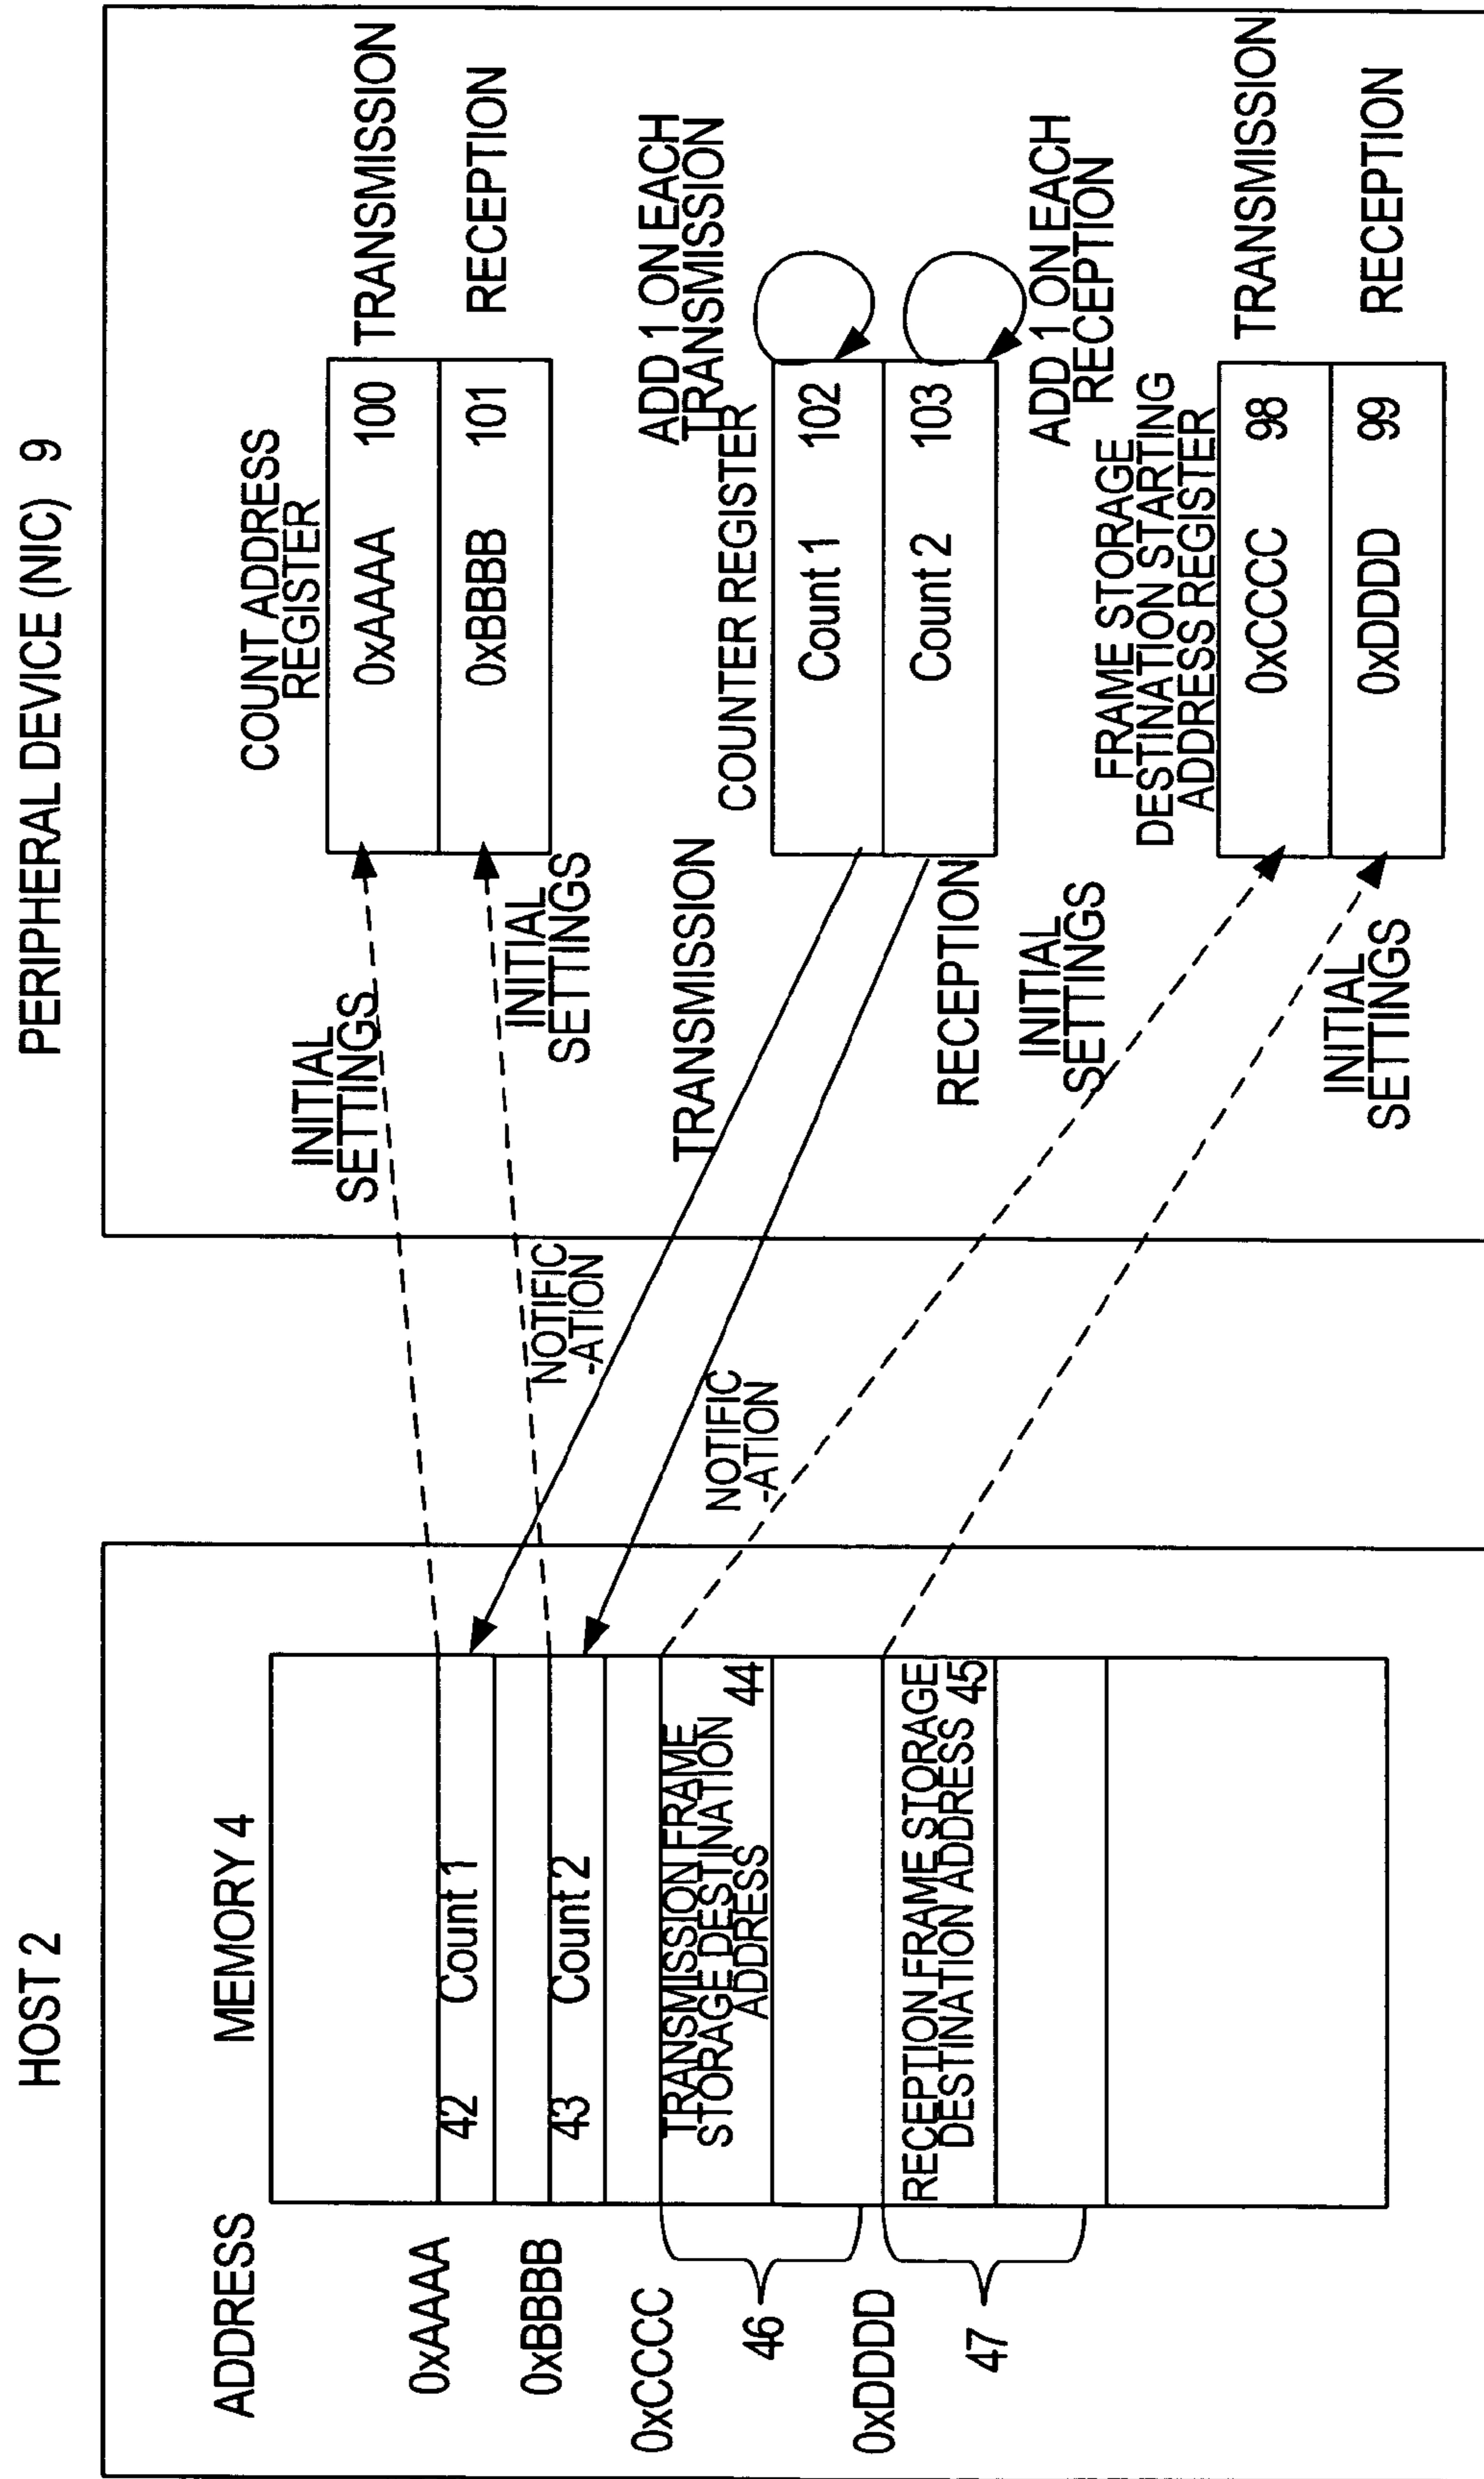 HOST 2
PERIPHERAL DEVICE (NIC) 9
ADDRESS
MEMORY 4
0xAAAA
42
Count 1
0xBBBB
43
Count 2
0xCCCC
TRANSMISSION FRAME
STORAGE DESTINATION
ADDRESS
44
46
0xDDDD
RECEPTION FRAME STORAGE
DESTINATION ADDRESS 45
47
NOTIFIC
-ATION
NOTIFIC
-ATION
INITIAL
SETTINGS
INITIAL
SETTINGS
TRANSMISSION
RECEPTION
INITIAL
SETTINGS
INITIAL
SETTINGS
COUNT ADDRESS
REGISTER
0xAAAA 100
TRANSMISSION
0xBBBB 101
RECEPTION
ADD 1 ON EACH
TRANSMISSION
COUNTER REGISTER
Count 1 102
Count 2 103
ADD 1 ON EACH
RECEPTION
FRAME STORAGE
DESTINATION STARTING
ADDRESS REGISTER
0xCCCC 98
TRANSMISSION
0xDDDD 99
RECEPTION